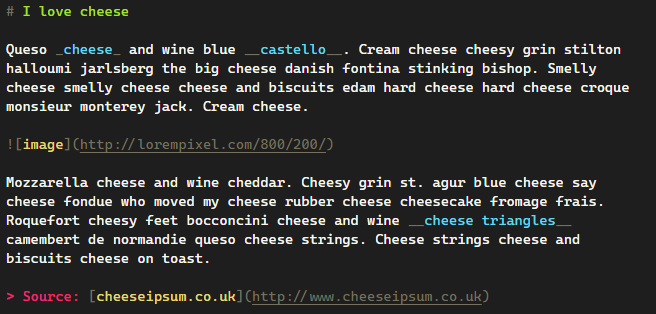 # I love cheese
Queso _cheese_ and wine blue __castello__. Cream cheese cheesy grin stilton
halloumi jarlsberg the big cheese danish fontina stinking bishop. Smelly
cheese smelly cheese cheese and biscuits edam hard cheese hard cheese croque
monsieur monterey jack. Cream cheese.
![image](http://lorempixel.com/800/200/)
Mozzarella cheese and wine cheddar. Cheesy grin st. agur blue cheese say
cheese fondue who moved my cheese rubber cheese cheesecake fromage frais.
Roquefort cheesy feet bocconcini cheese and wine __cheese triangles__
camembert de normandie queso cheese strings. Cheese strings cheese and
biscuits cheese on toast.
> Source: [cheeseipsum.co.uk](http://www.cheeseipsum.co.uk)